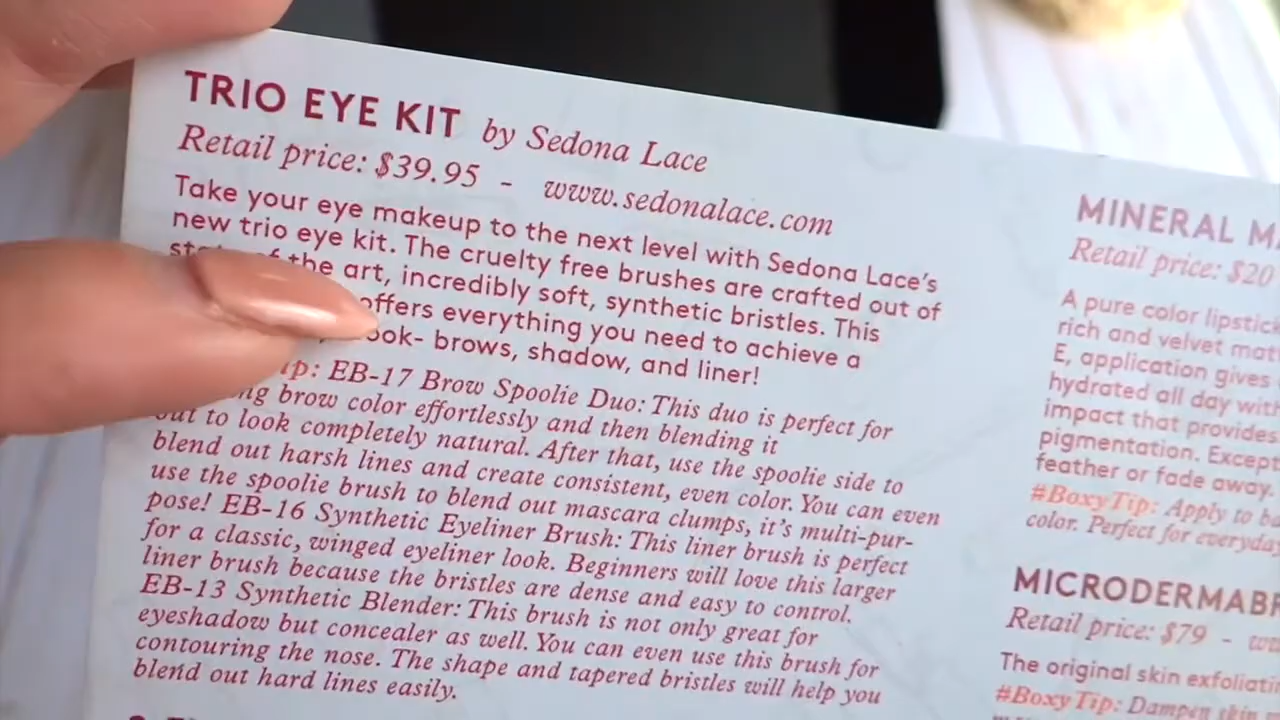 TRIO EYE KIT by Sedona Lace
Retail price: $39.95 - www.sedonalace.com
Take your eye makeup to the next level with Sedona Lace's
new trio eye kit. The cruelty free brushes are crafted out of
of the art, incredibly soft, synthetic bristles. This
offers everything you need to achieve a
look- brows, shadow, and liner!
Tip: EB-17 Brow Spoolie Duo: This duo is perfect for
brow color effortlessly and then blending it
out to look completely natural. After that, use the spoolie side to
blend out harsh lines and create consistent, even color. You can even
use the spoolie brush to blend out mascara clumps, it's multi-pur-
pose! EB-16 Synthetic Eyeliner Brush: This liner brush is perfect
for a classic, winged eyeliner look. Beginners will love this larger
liner brush because the bristles are dense and easy to control.
EB-13 Synthetic Blender: This brush is not only great for
eyeshadow but concealer as well. You can even use this brush for
contouring the nose. The shape and tapered bristles will help you
blend out hard lines easily.
MINERAL
Retail price: $20
A pure color lipstick
rich and velvet
E, application gives
hydrated all day with
impact that provides
pigmentation.
feather or fade away.
#BoxyTip: Apply to
color. Perfect for everyday
MICRODERMAB
Retail price: $79 -
The original skin
#BoxyTip: Dampen skin